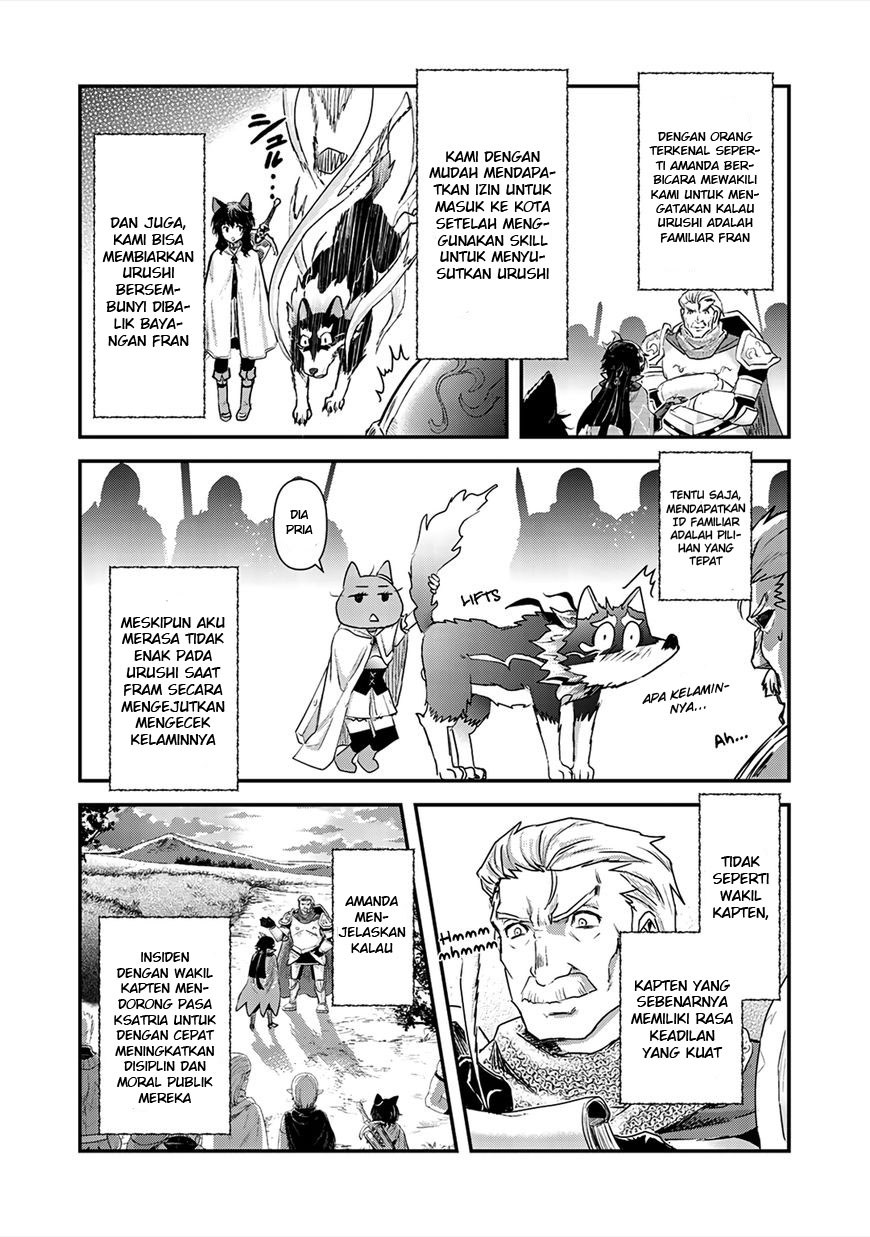 DENGAN ORANG
TERKENAL SEPER-
TI AMANDA BER-
BICARA MEWAKILI
KAMI UNTUK MEN-
GATAKAN KALAU
URUSHI ADALAH
FAMILIAR FRAN
KAMI DENGAN
MUDAH MENDAPA-
TKAN IZIN UNTUK
MASUK KE KOTA
SETELAH MENG-
GUNAKAN SKILL
UNTUK MENYU-
SUTKAN URUSHI
シュル...
DAN JUGA,
KAMI BISA
MEMBIARKAN
URUSHI
BERSEM-
BUNYI DIBA-
LIK BAYA-
NGAN FRAN
TENTU SAJA,
MENDAPATKAN
ID FAMILIAR
ADALAH PILI-
HAN YANG
TEPAT
APA KELAMIN-
NYA...
Ah...
LIFTS
DIA
PRIA
MESKIPUN AKU
MERASA TIDAK
ENAK PADA
URUSHI SAAT
FRAM SECARA
MENGEJUTKAN
MENGECEK
KELAMINNYA
TIDAK
SEPERTI
WAKIL
KAPTEN,
Hmmm
mhmmm
KAPTEN YANG
SEBENARNYA
MEMILIKI RASA
KEADILAN
YANG KUAT
AMANDA
MEN-
JELASKAN
KALAU
INSIDEN
DENGAN WAKIL
KAPTEN MEN-
DORONG PASA
KSATRIA UNTUK
DENGAN CEPAT
MENINGKATKAN
DISIPLIN DAN
MORAL PUBLIK
MEREKA